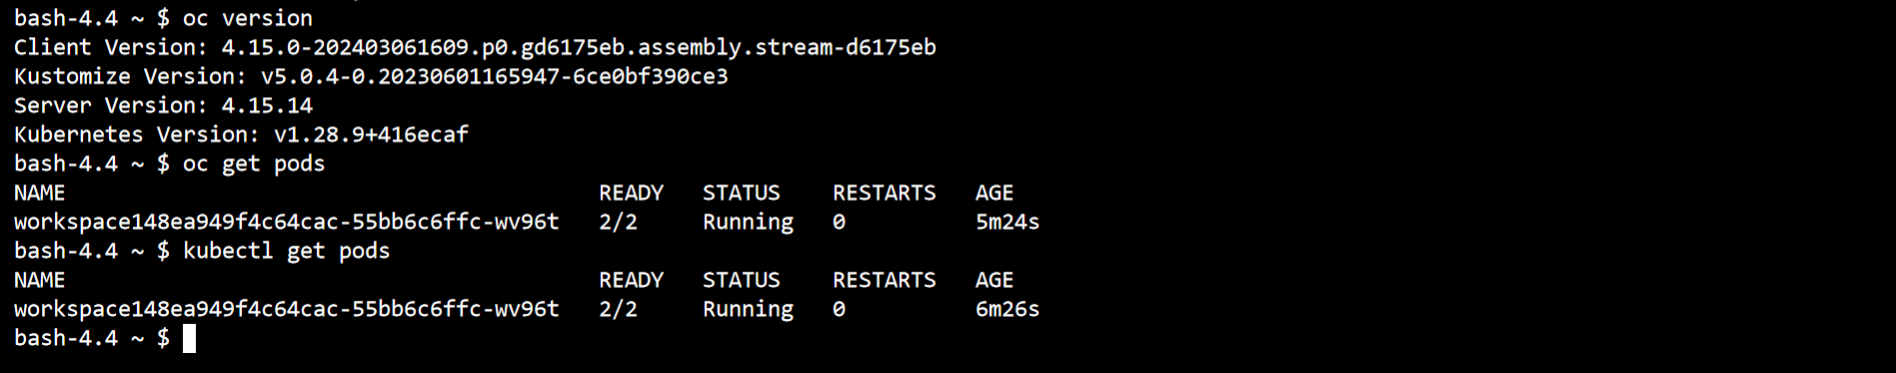 bash-4.4 ~ $ oc version
Client Version: 4.15.0-202403061609.p0.gd6175eb.assembly.stream-d6175eb
Kustomize Version: v5.0.4-0.20230601165947-6ce0bf390ce3
Server Version: 4.15.14
Kubernetes Version: v1.28.9+416ecaf
bash-4.4 ~ $ oc get pods
NAME                                         READY   STATUS    RESTARTS   AGE
workspace148ea949f4c64cac-55bb6c6ffc-wv96t   2/2     Running   0          5m24s
bash-4.4 ~ $ kubectl get pods
NAME                                         READY   STATUS    RESTARTS   AGE
workspace148ea949f4c64cac-55bb6c6ffc-wv96t   2/2     Running   0          6m26s
bash-4.4 ~ $